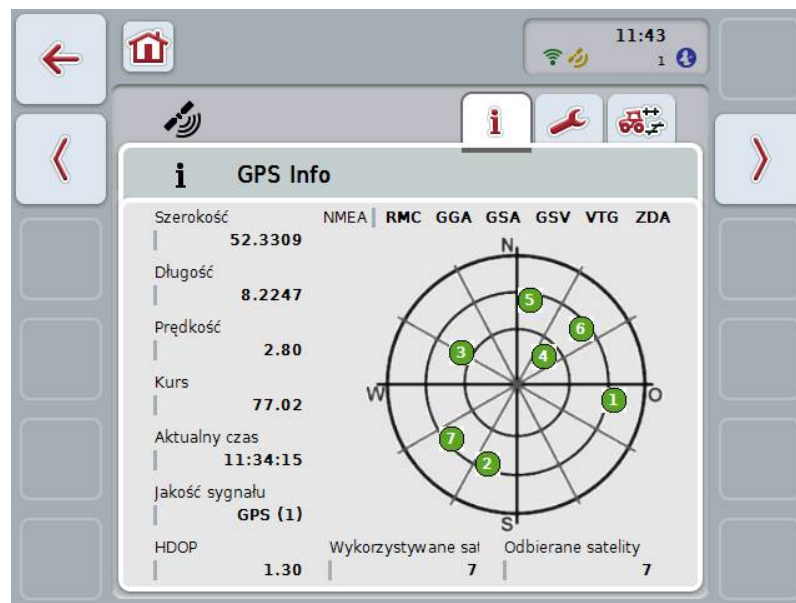 11:43
1
i
i GPS Info
Szerokość
52.3309
NMEA RMC GGA GSA GSV VTG ZDA
Długość
8.2247
Prędkość
2.80
Kurs
77.02
Aktualny czas
11:34:15
Jakość sygnału
GPS (1)
HDOP
1.30
Wykorzystywane sat
7
Odbierane satelity
7
N
5
6
3
4
W
O
1
7
2
S